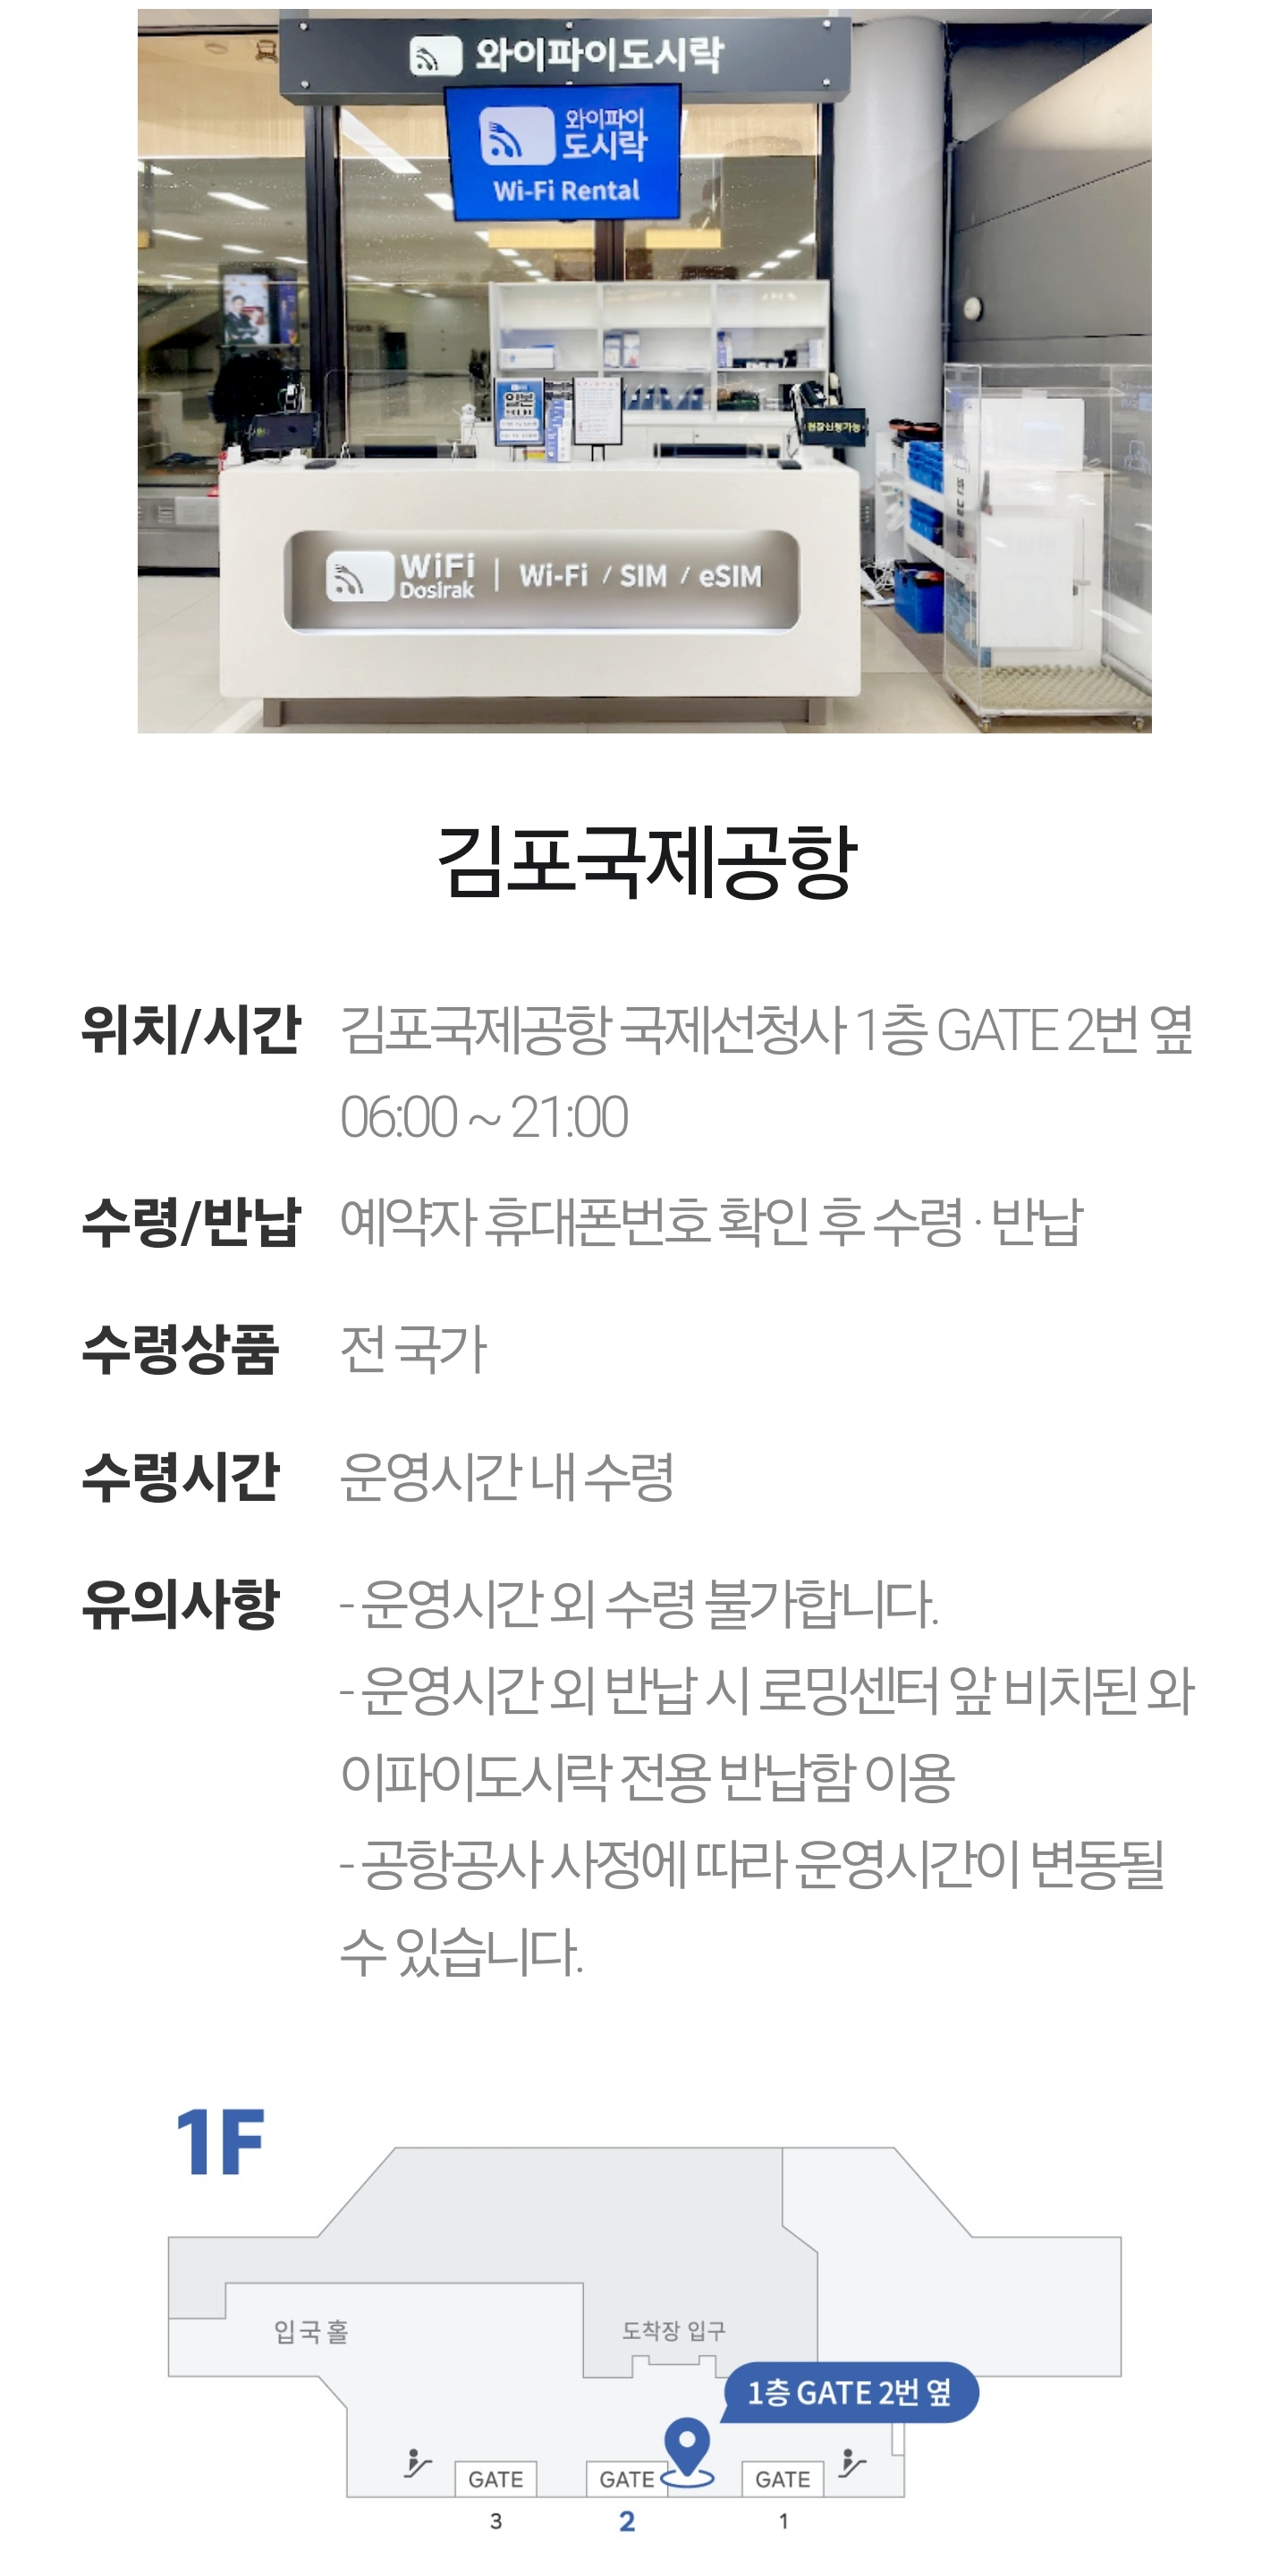 와이파이도시락
와이파이
도시락
Wi-Fi Rental
일본
현장신청가능
WiFi
Dosirak
Wi-Fi / SIM / eSIM
김포국제공항
위치/시간 김포국제공항 국제선청사 1층 GATE 2번 옆
06:00 ~ 21:00
수령/반납 예약자 휴대폰번호 확인 후 수령 · 반납
수령상품 전 국가
수령시간 운영시간 내 수령
유의사항 - 운영시간 외 수령 불가합니다.
- 운영시간 외 반납 시 로밍센터 앞 비치된 와
이파이도시락 전용 반납함 이용
- 공항공사 사정에 따라 운영시간이 변동될
수 있습니다.
1F
입국홀
도착장 입구
1층 GATE 2번 옆
GATE GATE GATE
3 2 1